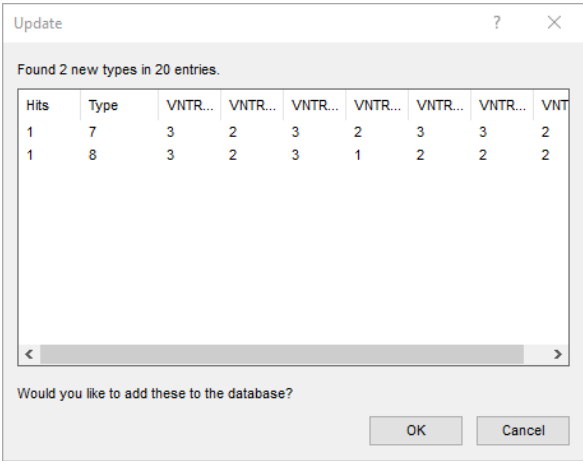 Update
Found 2 new types in 20 entries.
Hits Type VNTR... VNTR... VNTR... VNTR... VNTR... VNTR... VNT
1 7 3 2 3 2 3 3 2
1 8 3 2 3 1 2 2 2
Would you like to add these to the database?
OK Cancel